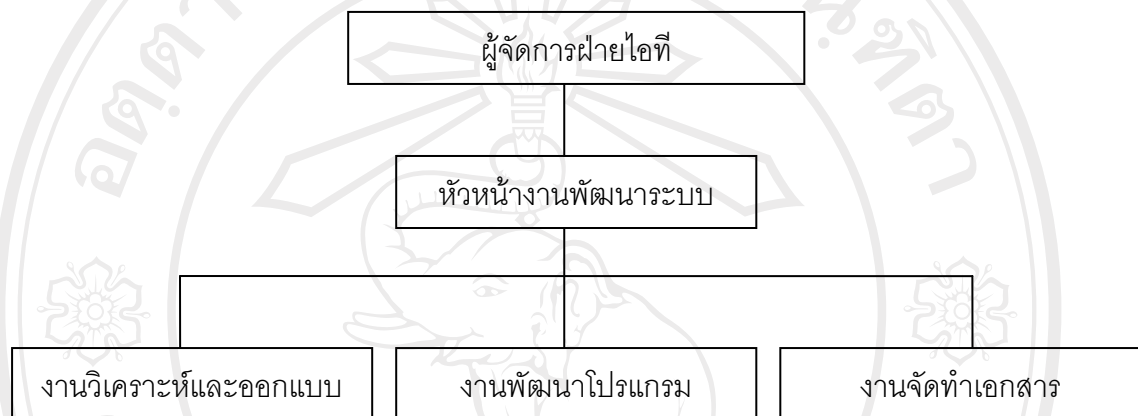 ผู้จัดการฝ่ายไอที
หัวหน้างานพัฒนาระบบ
งานวิเคราะห์และออกแบบ
งานพัฒนาโปรแกรม
งานจัดทำเอกสาร